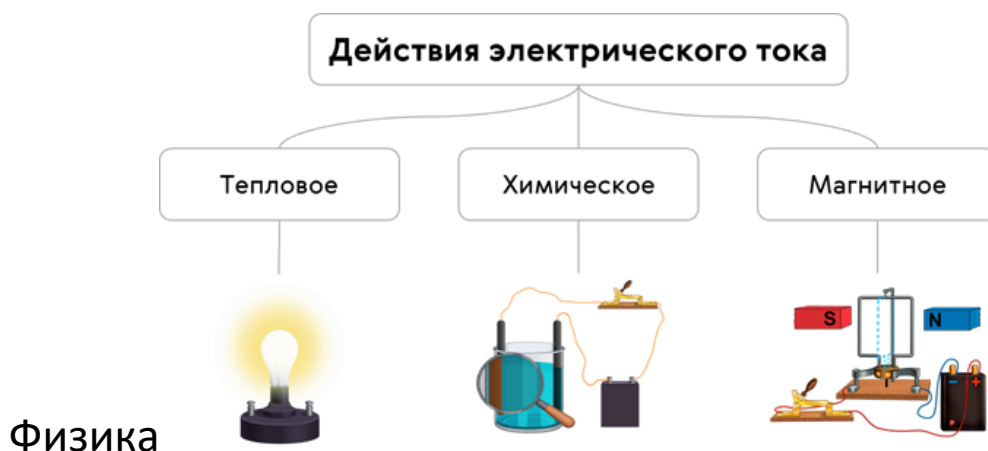 Действия электрического тока
Тепловое
Химическое
Магнитное
S
N
- +
Физика